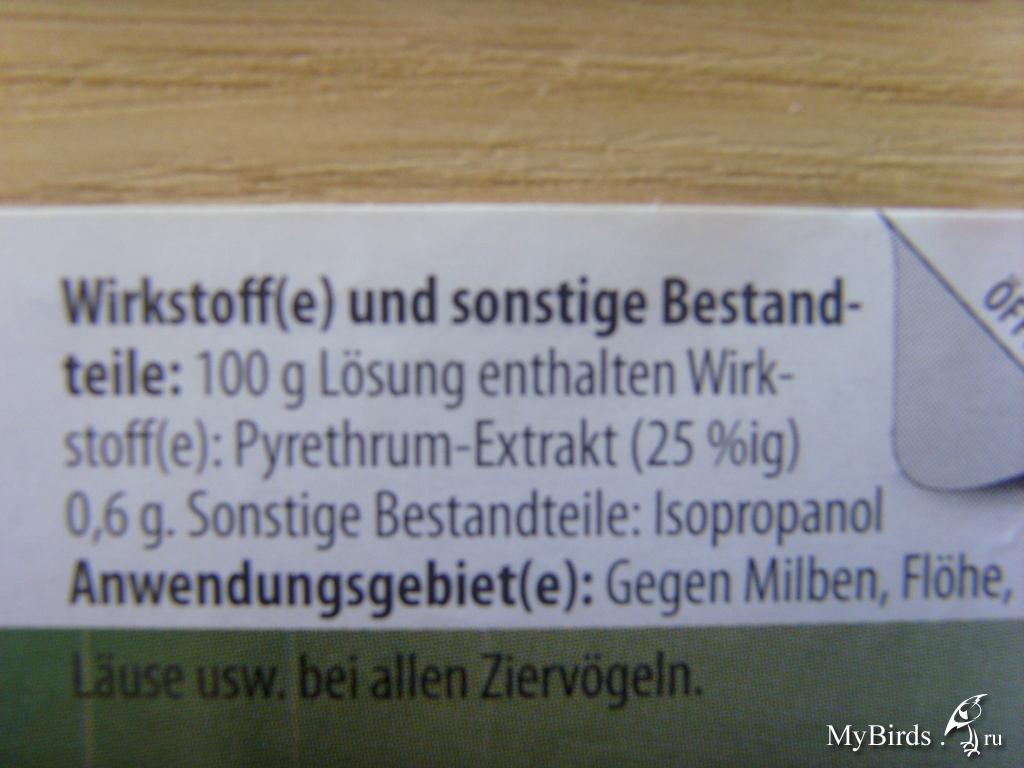 Wirkstoff(e) und sonstige Bestand-
teile: 100 g Lösung enthalten Wirk-
stoff(e): Pyrethrum-Extrakt (25 %ig)
0,6 g. Sonstige Bestandteile: Isopropanol
Anwendungsgebiet(e): Gegen Milben, Flöhe,
Läuse usw. bei allen Ziervögeln.
MyBirds.ru